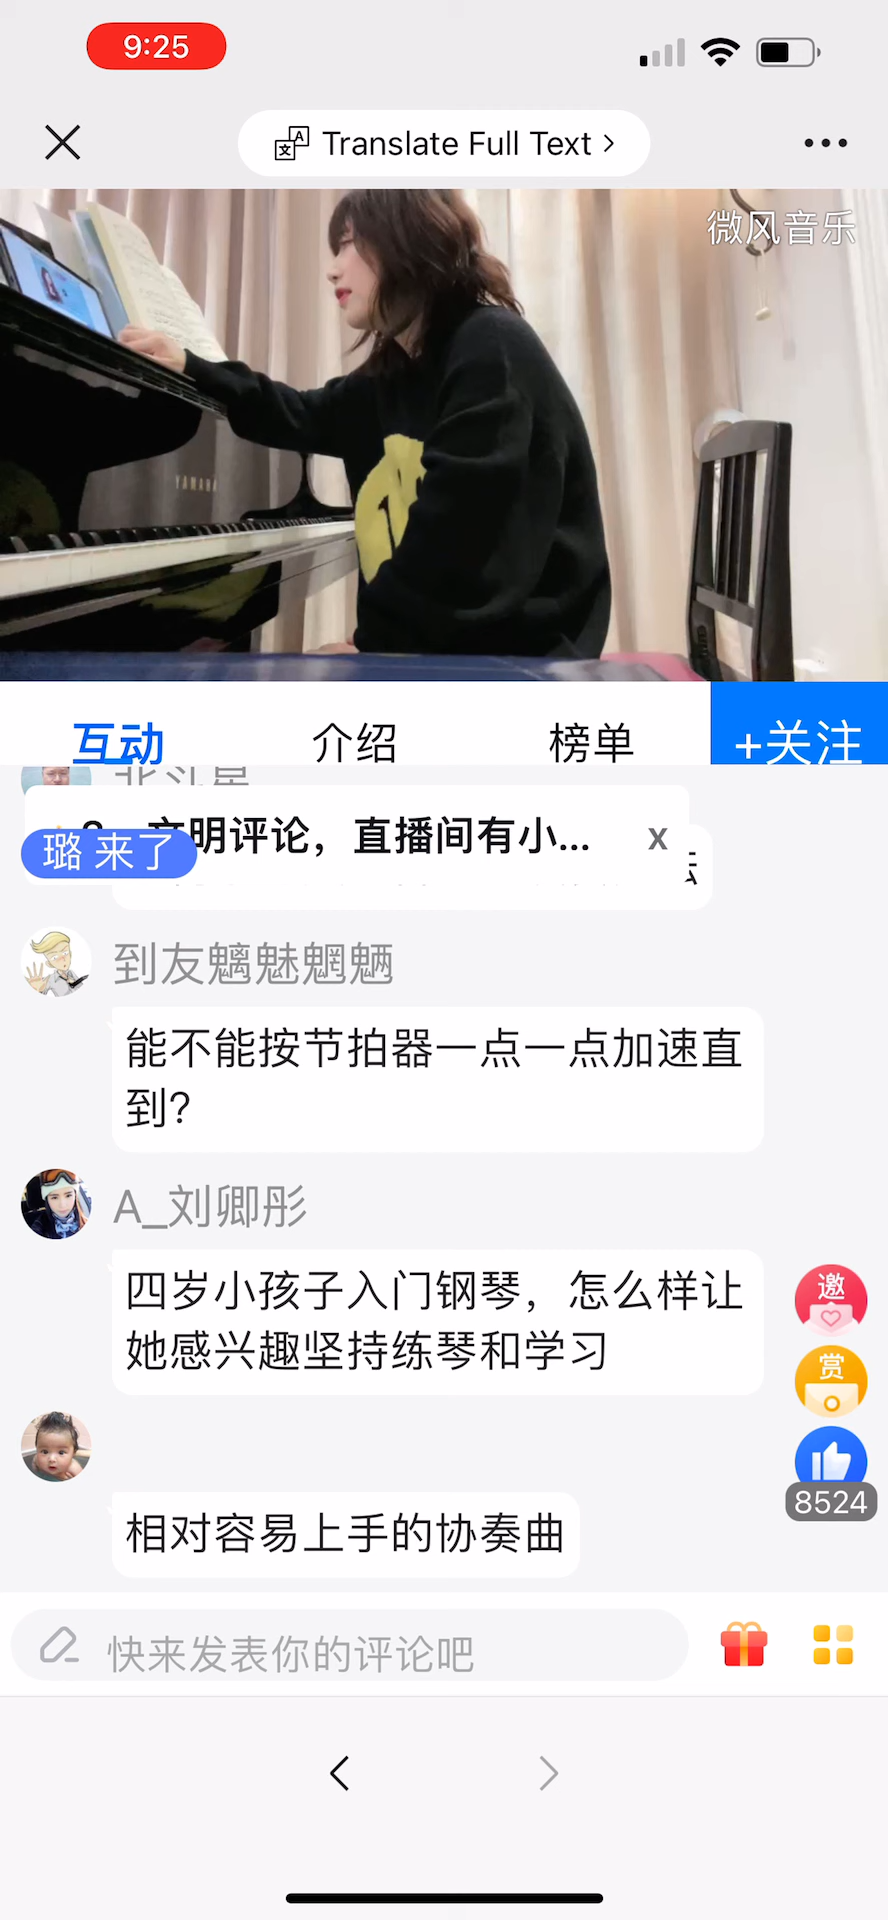 9:25
Translate Full Text
微风音乐
YAMAHA
互动
介绍
榜单
+关注
北斗星
文明评论，直播间有小...
x
璐 来了
到友魑魅魍魉
能不能按节拍器一点一点加速直
到?
A_刘卿彤
四岁小孩子入门钢琴，怎么样让
她感兴趣坚持练琴和学习
邀
赏
8524
相对容易上手的协奏曲
快来发表你的评论吧